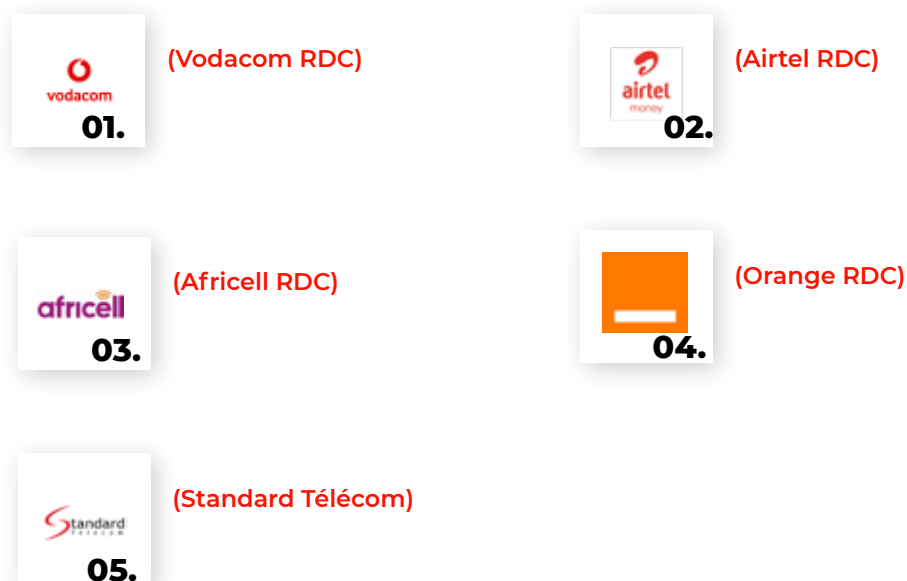 vodacom
01.
(Vodacom RDC)
airtel
money
02.
(Airtel RDC)
africell
03.
(Africell RDC)
04.
(Orange RDC)
Standard
Telecom
05.
(Standard Télécom)